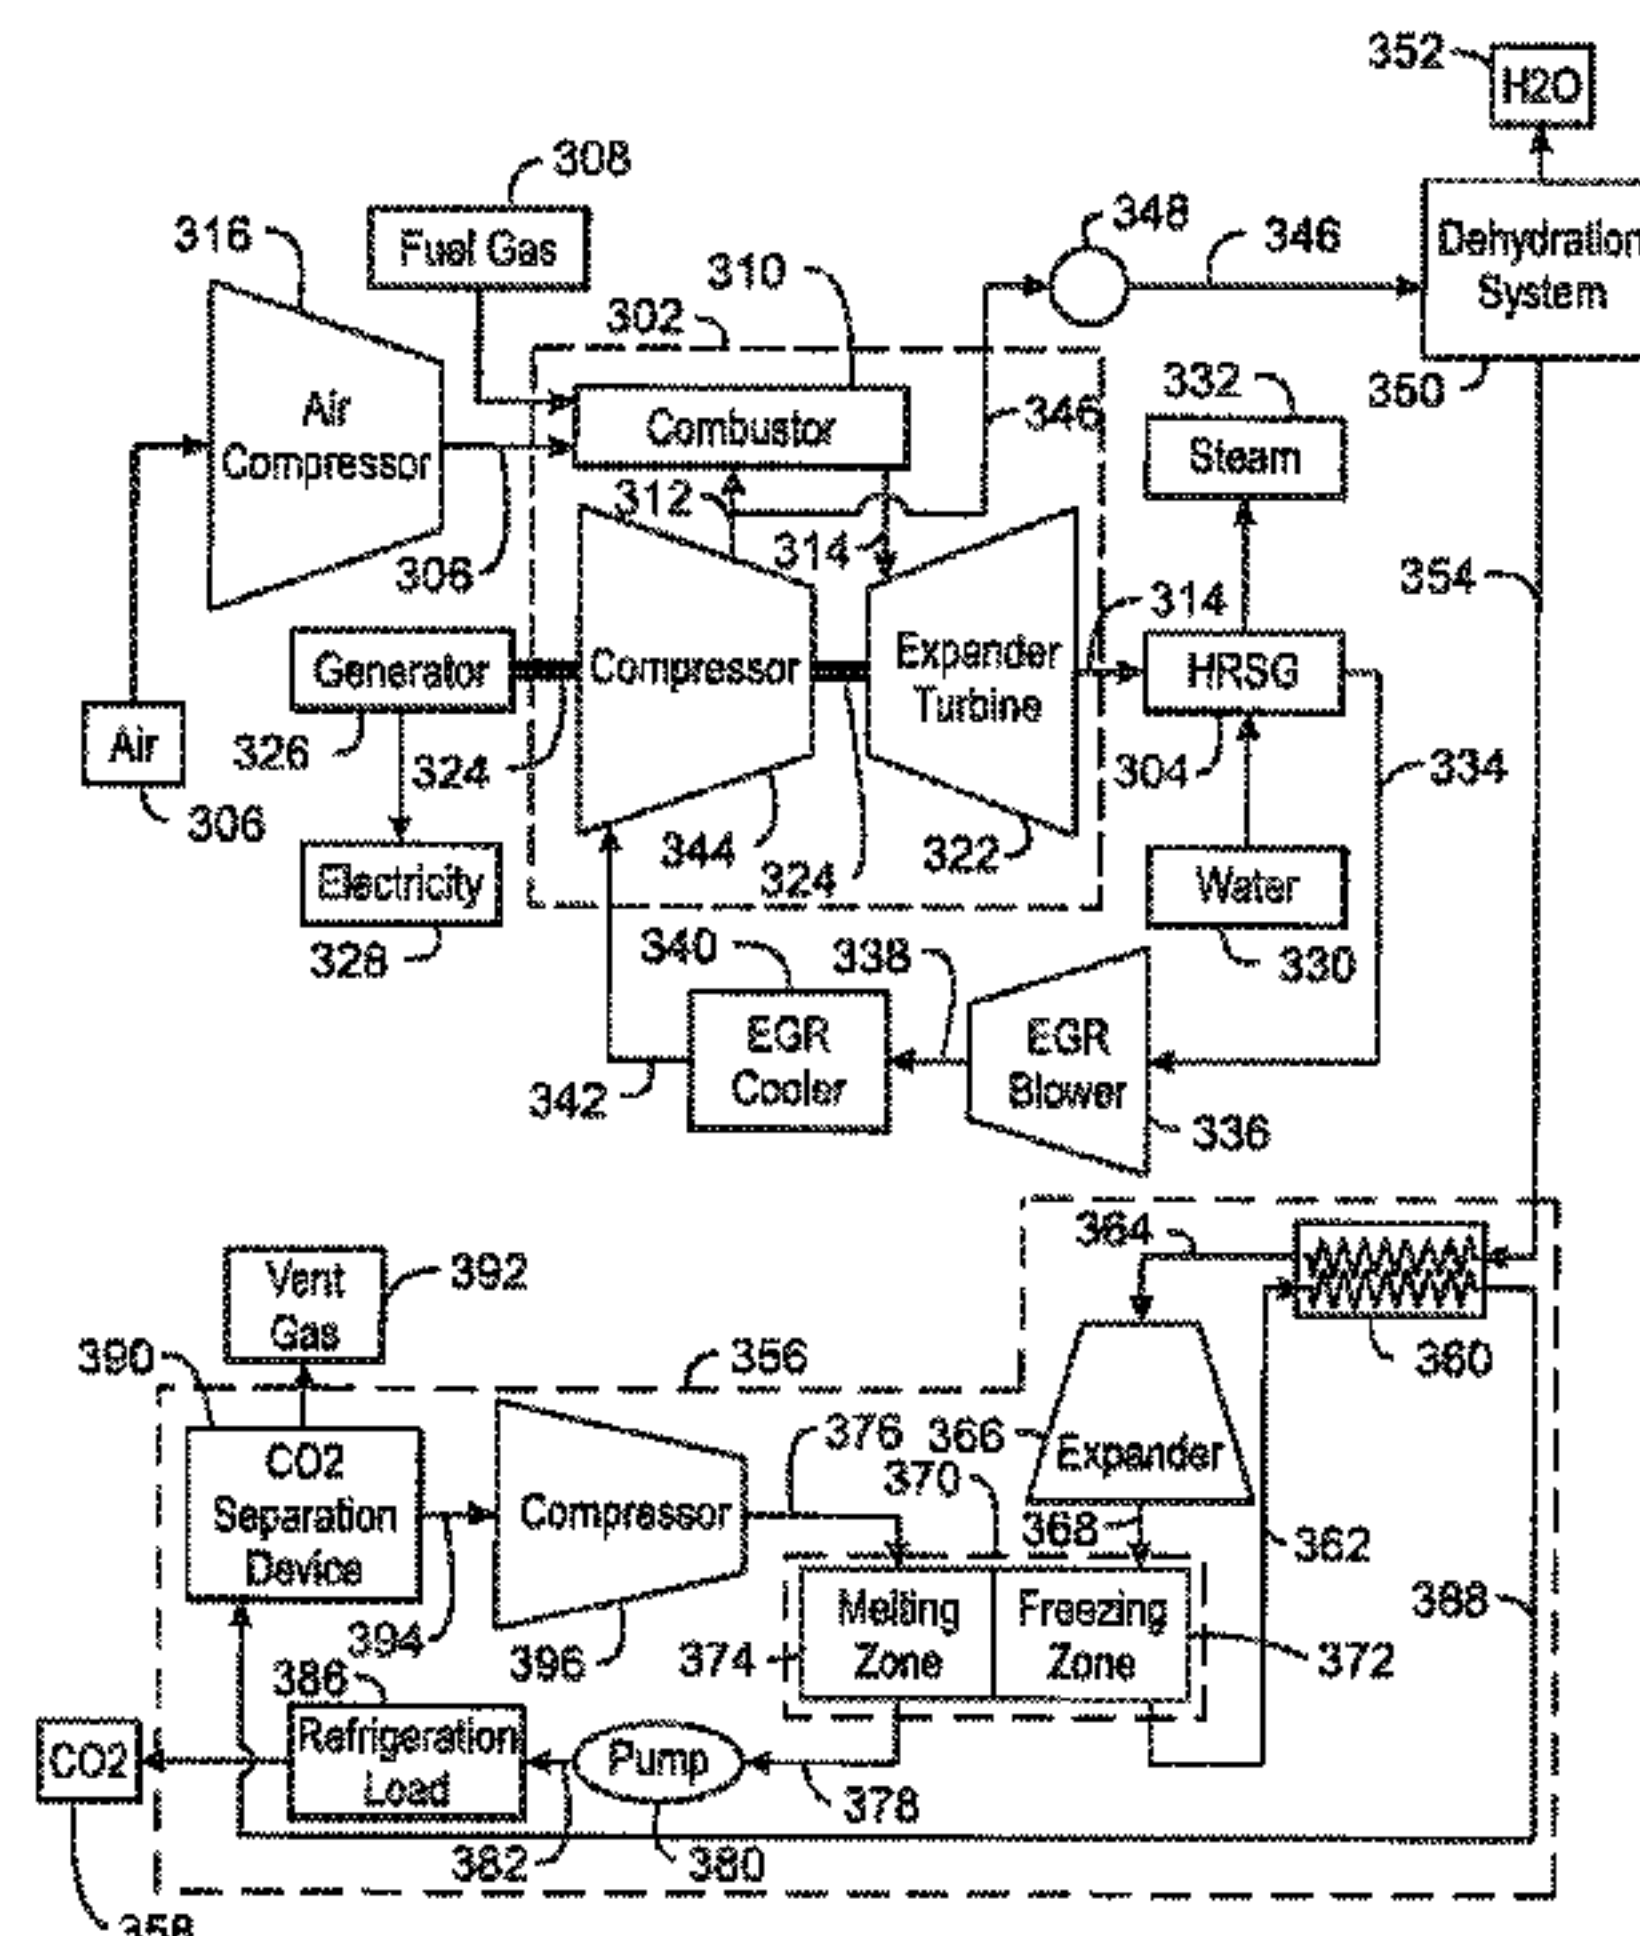 352
H2O
308
Fuel Gas
316
348
346
Dehydration
System
310
302
350
332
Air
Compressor
Combustor
346
Steam
312
306
314
354
314
Generator
Compressor
Expander
Turbine
HRSG
Air
326
324
304
334
306
344
322
Electricity
324
Water
328
340
338
330
EGR
Cooler
EGR
Blower
342
336
364
Vent
Gas
392
390
356
360
376
366
Expander
CO2
Separation
Device
Compressor
370
368
362
388
394
396
374
Melting
Zone
Freezing
Zone
372
386
CO2
Refrigeration
Load
Pump
378
382
380
358